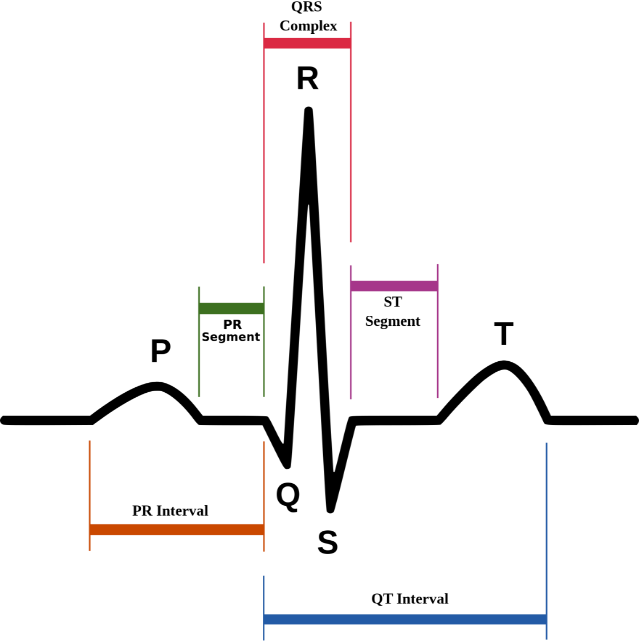 QRS
Complex
R
ST
Segment
PR
Segment
P
T
Q
PR Interval
S
QT Interval